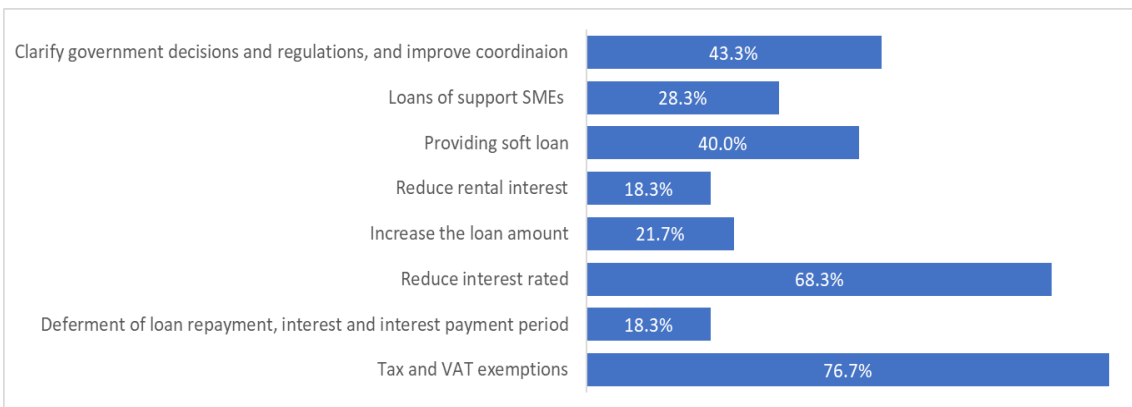 Clarify government decisions and regulations, and improve coordinaion 43.3%
Loans of support SMEs 28.3%
Providing soft loan 40.0%
Reduce rental interest 18.3%
Increase the loan amount 21.7%
Reduce interest rated 68.3%
Deferment of loan repayment, interest and interest payment period 18.3%
Tax and VAT exemptions 76.7%